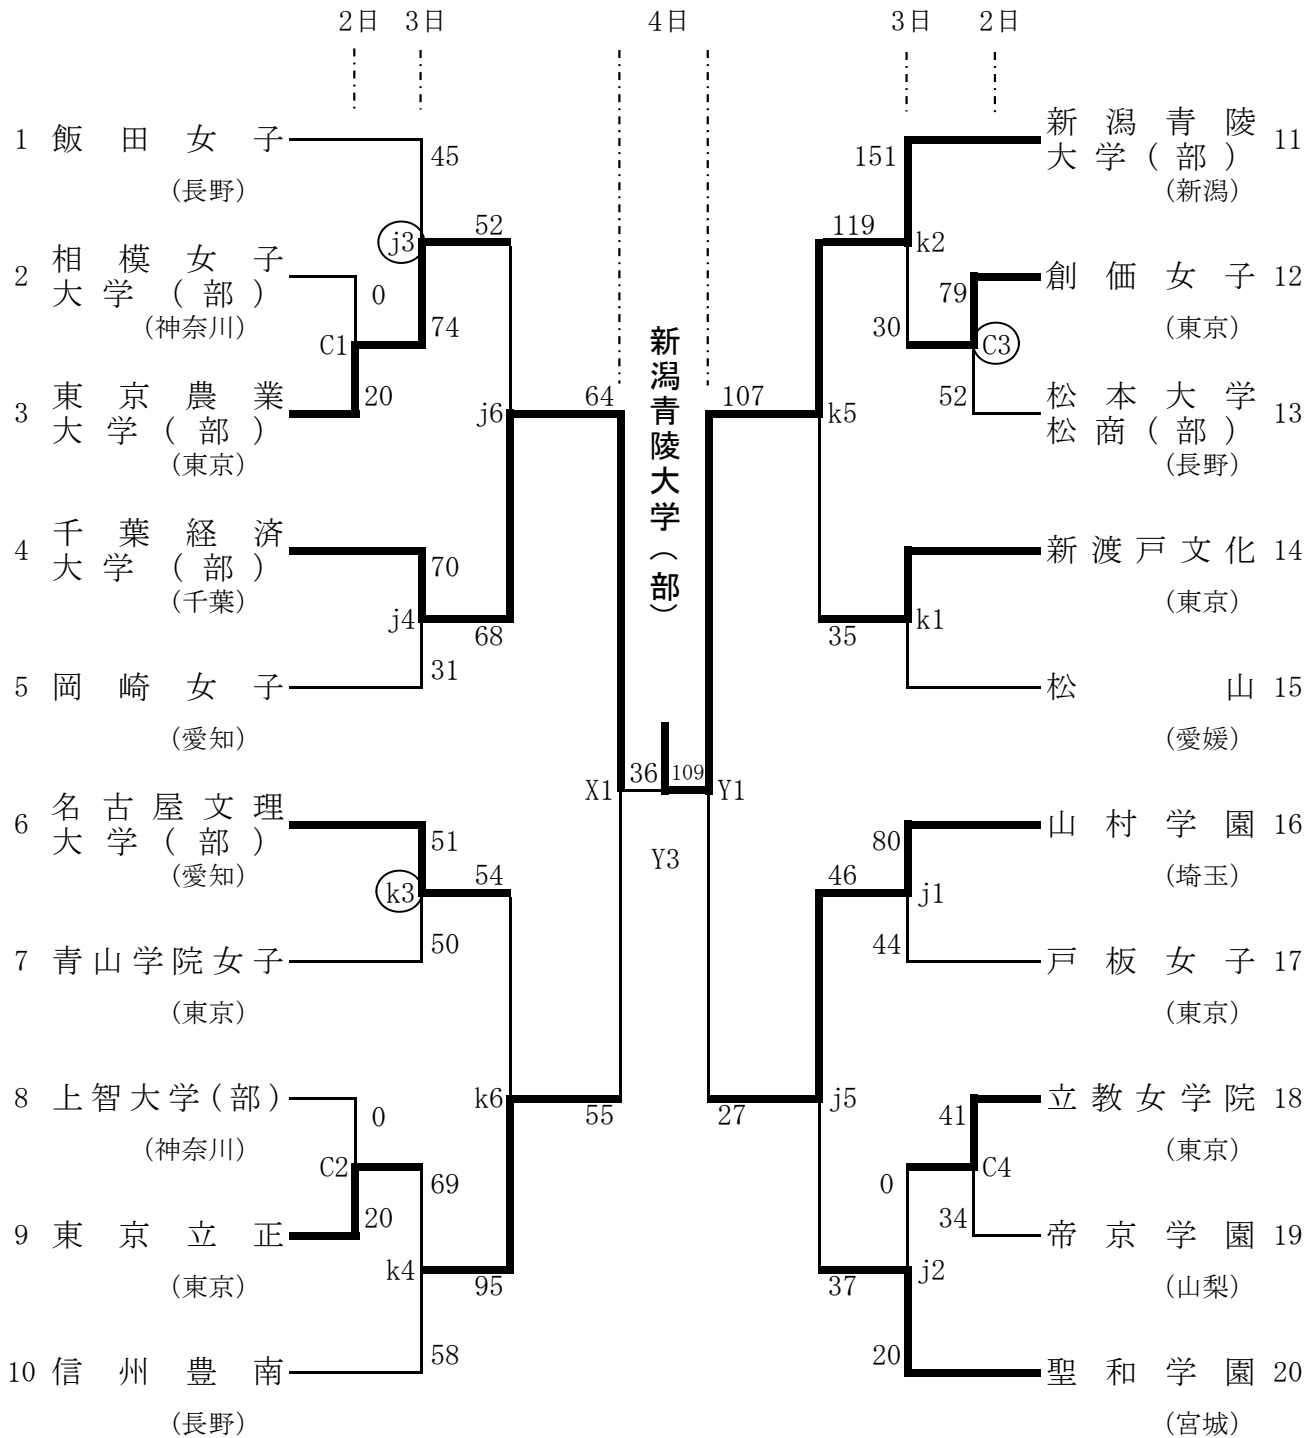 2日 3日 4日 3日 2日
1 飯田女子
(長野)
45
2 相模女子
大学(部)
(神奈川)
0
j3
52
74
C1
3 東京農業
大学(部)
(東京)
20
j6
64
4 千葉経済
大学(部)
(千葉)
70
j4
68
31
5 岡崎女子
(愛知)
X1
6 名古屋文理
大学(部)
(愛知)
51
k3
54
50
7 青山学院女子
(東京)
8 上智大学(部)
(神奈川)
0
k6
55
C2
69
20
9 東京立正
(東京)
k4
95
58
10 信州豊南
(長野)
新潟青陵大学(部)
36 109
Y3
新潟青陵
大学(部) 11
(新潟)
151
119
k2
創価女子 12
(東京)
79
30
C3
52
松本大学
松商(部) 13
(長野)
107
k5
新渡戸文化 14
(東京)
k1
35
松山 15
(愛媛)
Y1
山村学園 16
(埼玉)
80
46
j1
44
戸板女子 17
(東京)
立教女学院 18
(東京)
41
27
j5
C4
0
34
帝京学園 19
(山梨)
j2
37
20
聖和学園 20
(宮城)